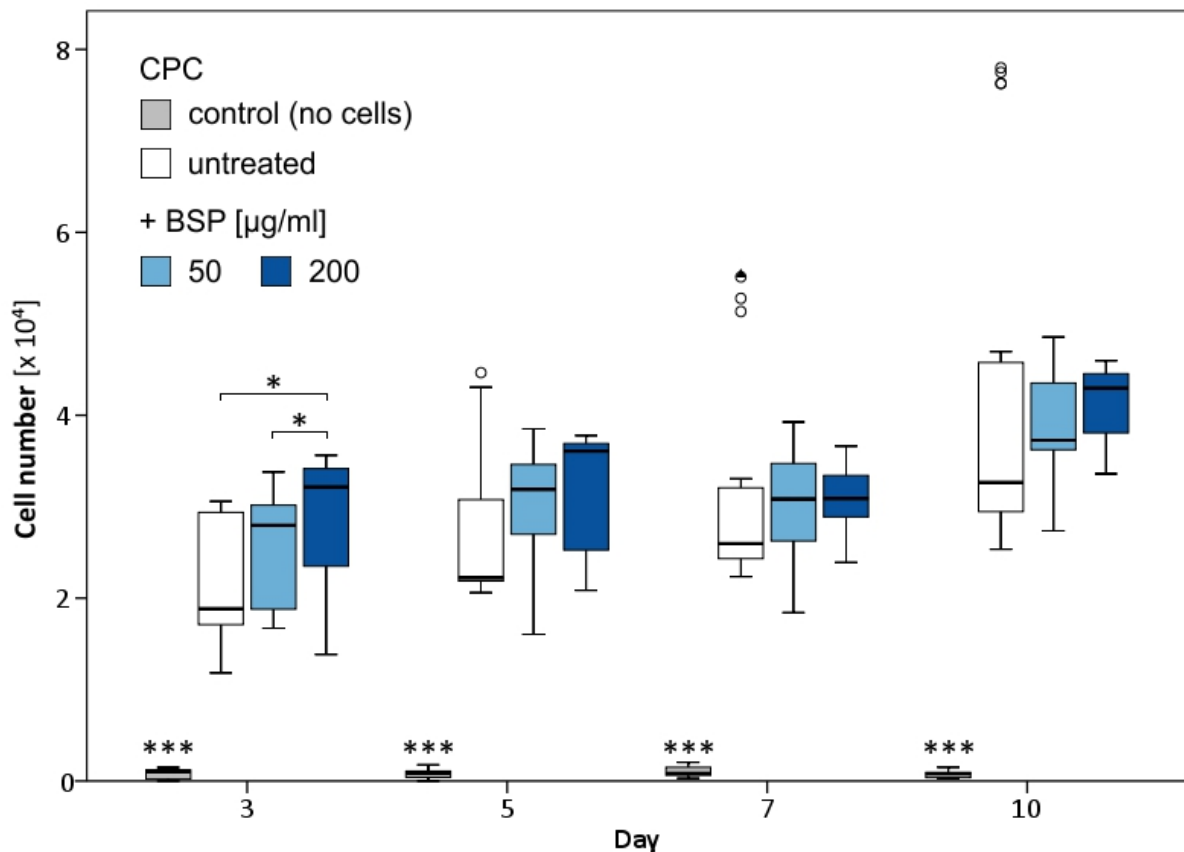 8
CPC
control (no cells)
untreated
+ BSP [µg/ml]
50 200
6
4
2
0
Cell number [x 10⁴]
*
*
*** *** *** ***
3 5 7 10
Day